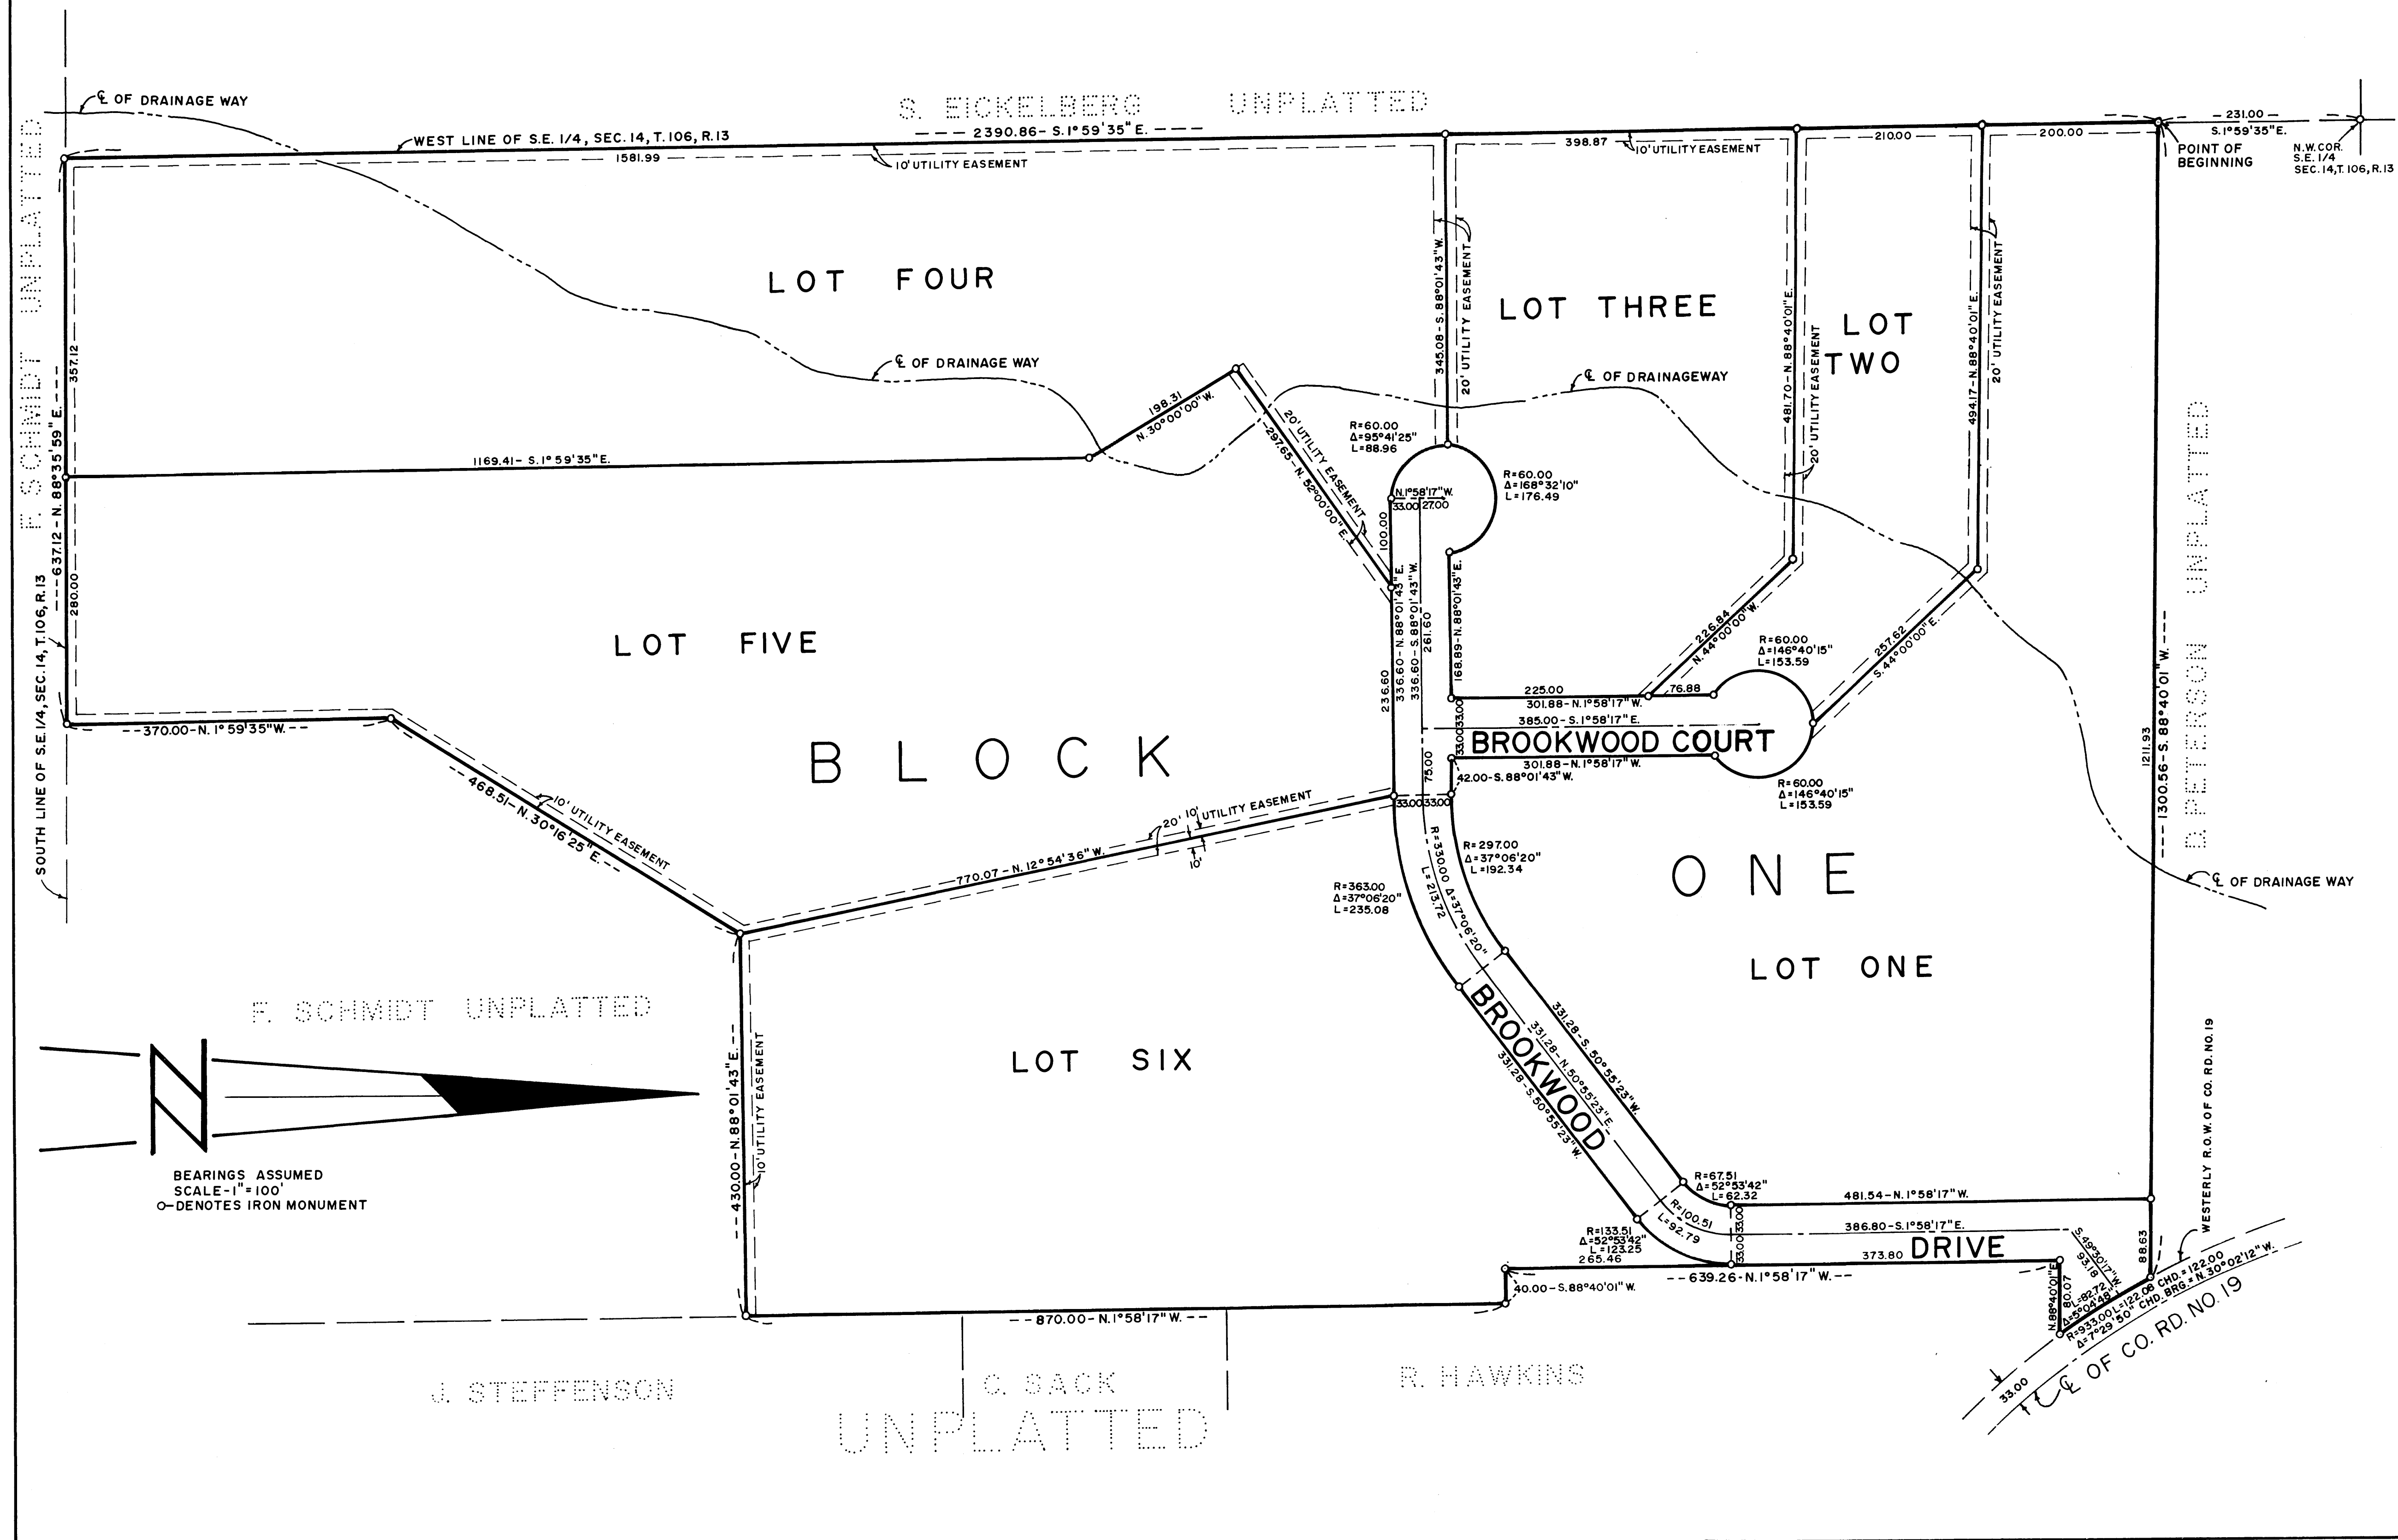 ℄ OF DRAINAGE WAY
S. EICKELBERG UNPLATTED
2390.86- S.1°59'35" E.
WEST LINE OF S.E. 1/4, SEC.14, T.106, R.13
1581.99
10' UTILITY EASEMENT
398.87
10' UTILITY EASEMENT
210.00
200.00
231.00
S.1°59'35"E.
POINT OF
BEGINNING
N.W. COR.
S.E. 1/4
SEC.14,T.106,R.13
F. SCHMIDT UNPLATTED
357.12
637.12- N. 88°35'59" E.
280.00
SOUTH LINE OF S.E. 1/4, SEC. 14, T.106, R.13
LOT FOUR
℄ OF DRAINAGE WAY
198.31
N. 30°00'00"W.
1169.41- S. 1°59'35"E.
297.65-N. 52°00'00"E.
20' UTILITY EASEMENT
345.08-S.88°01'43"W.
20' UTILITY EASEMENT
LOT THREE
℄ OF DRAINAGEWAY
481.70-N.88°40'01"E.
20' UTILITY EASEMENT
LOT
TWO
494.17-N.88°40'01"E.
20' UTILITY EASEMENT
D. PETERSON UNPLATTED
1211.93
1300.56-S. 88°40'01" W.
R=60.00
Δ=95°41'25"
L=88.96
R=60.00
Δ=168°32'10"
L=176.49
N.1°58'17"W.
33.00 27.00
100.00
236.60
336.60-N.88°01'43"E.
336.60-S.88°01'43"W.
261.60
168.89-N.88°01'43"E.
226.84
N.44°00'00"W.
257.62
S. 44°00'00"E.
R=60.00
Δ=146°40'15"
L=153.59
225.00
76.88
301.88-N.1°58'17"W.
385.00-S.1°58'17"E.
33.00 33.00
BROOKWOOD COURT
301.88-N.1°58'17"W.
42.00-S.88°01'43"W.
75.00
33.00 33.00
R=60.00
Δ=146°40'15"
L=153.59
LOT FIVE
370.00-N.1°59'35"W.
BLOCK
468.51-N.30°16'25"E.
10' UTILITY EASEMENT
770.07-N. 12°54'36"W.
20' 10' UTILITY EASEMENT
10'
R=297.00
Δ=37°06'20"
L=192.34
R=330.00 Δ=37°06'20"
L=213.72
R=363.00
Δ=37°06'20"
L=235.08
ONE
LOT ONE
℄ OF DRAINAGE WAY
F. SCHMIDT UNPLATTED
N
BEARINGS ASSUMED
SCALE-1"=100'
O-DENOTES IRON MONUMENT
430.00-N.88°01'43"E.
10' UTILITY EASEMENT
LOT SIX
331.28-S. 50°55'23"W.
331.28-N.50°55'23"E.
BROOKWOOD
331.28-S.50°55'23"W.
R=67.51
Δ=52°53'42"
L=62.32
R=100.51
L=92.79
R=133.51
Δ=52°53'42"
L=123.25
33.00 33.00
481.54-N.1°58'17"W.
386.80-S.1°58'17"E.
DRIVE
265.46
373.80
639.26-N.1°58'17"W.
40.00-S.88°40'01"W.
870.00-N.1°58'17"W.
WESTERLY R.O.W. OF CO. RD. NO.19
88.63
S.49°30'17"W.
93.18
N.88°40'01"E.
80.07
L=82.72
Δ=5°04'48"
R=933.00 L=122.08 CHD.=122.00
Δ=7°29'50" CHD. BRG.=N.30°02'12"W.
33.00
℄ OF CO. RD. NO. 19
J. STEFFENSON
C. SACK
R. HAWKINS
UNPLATTED